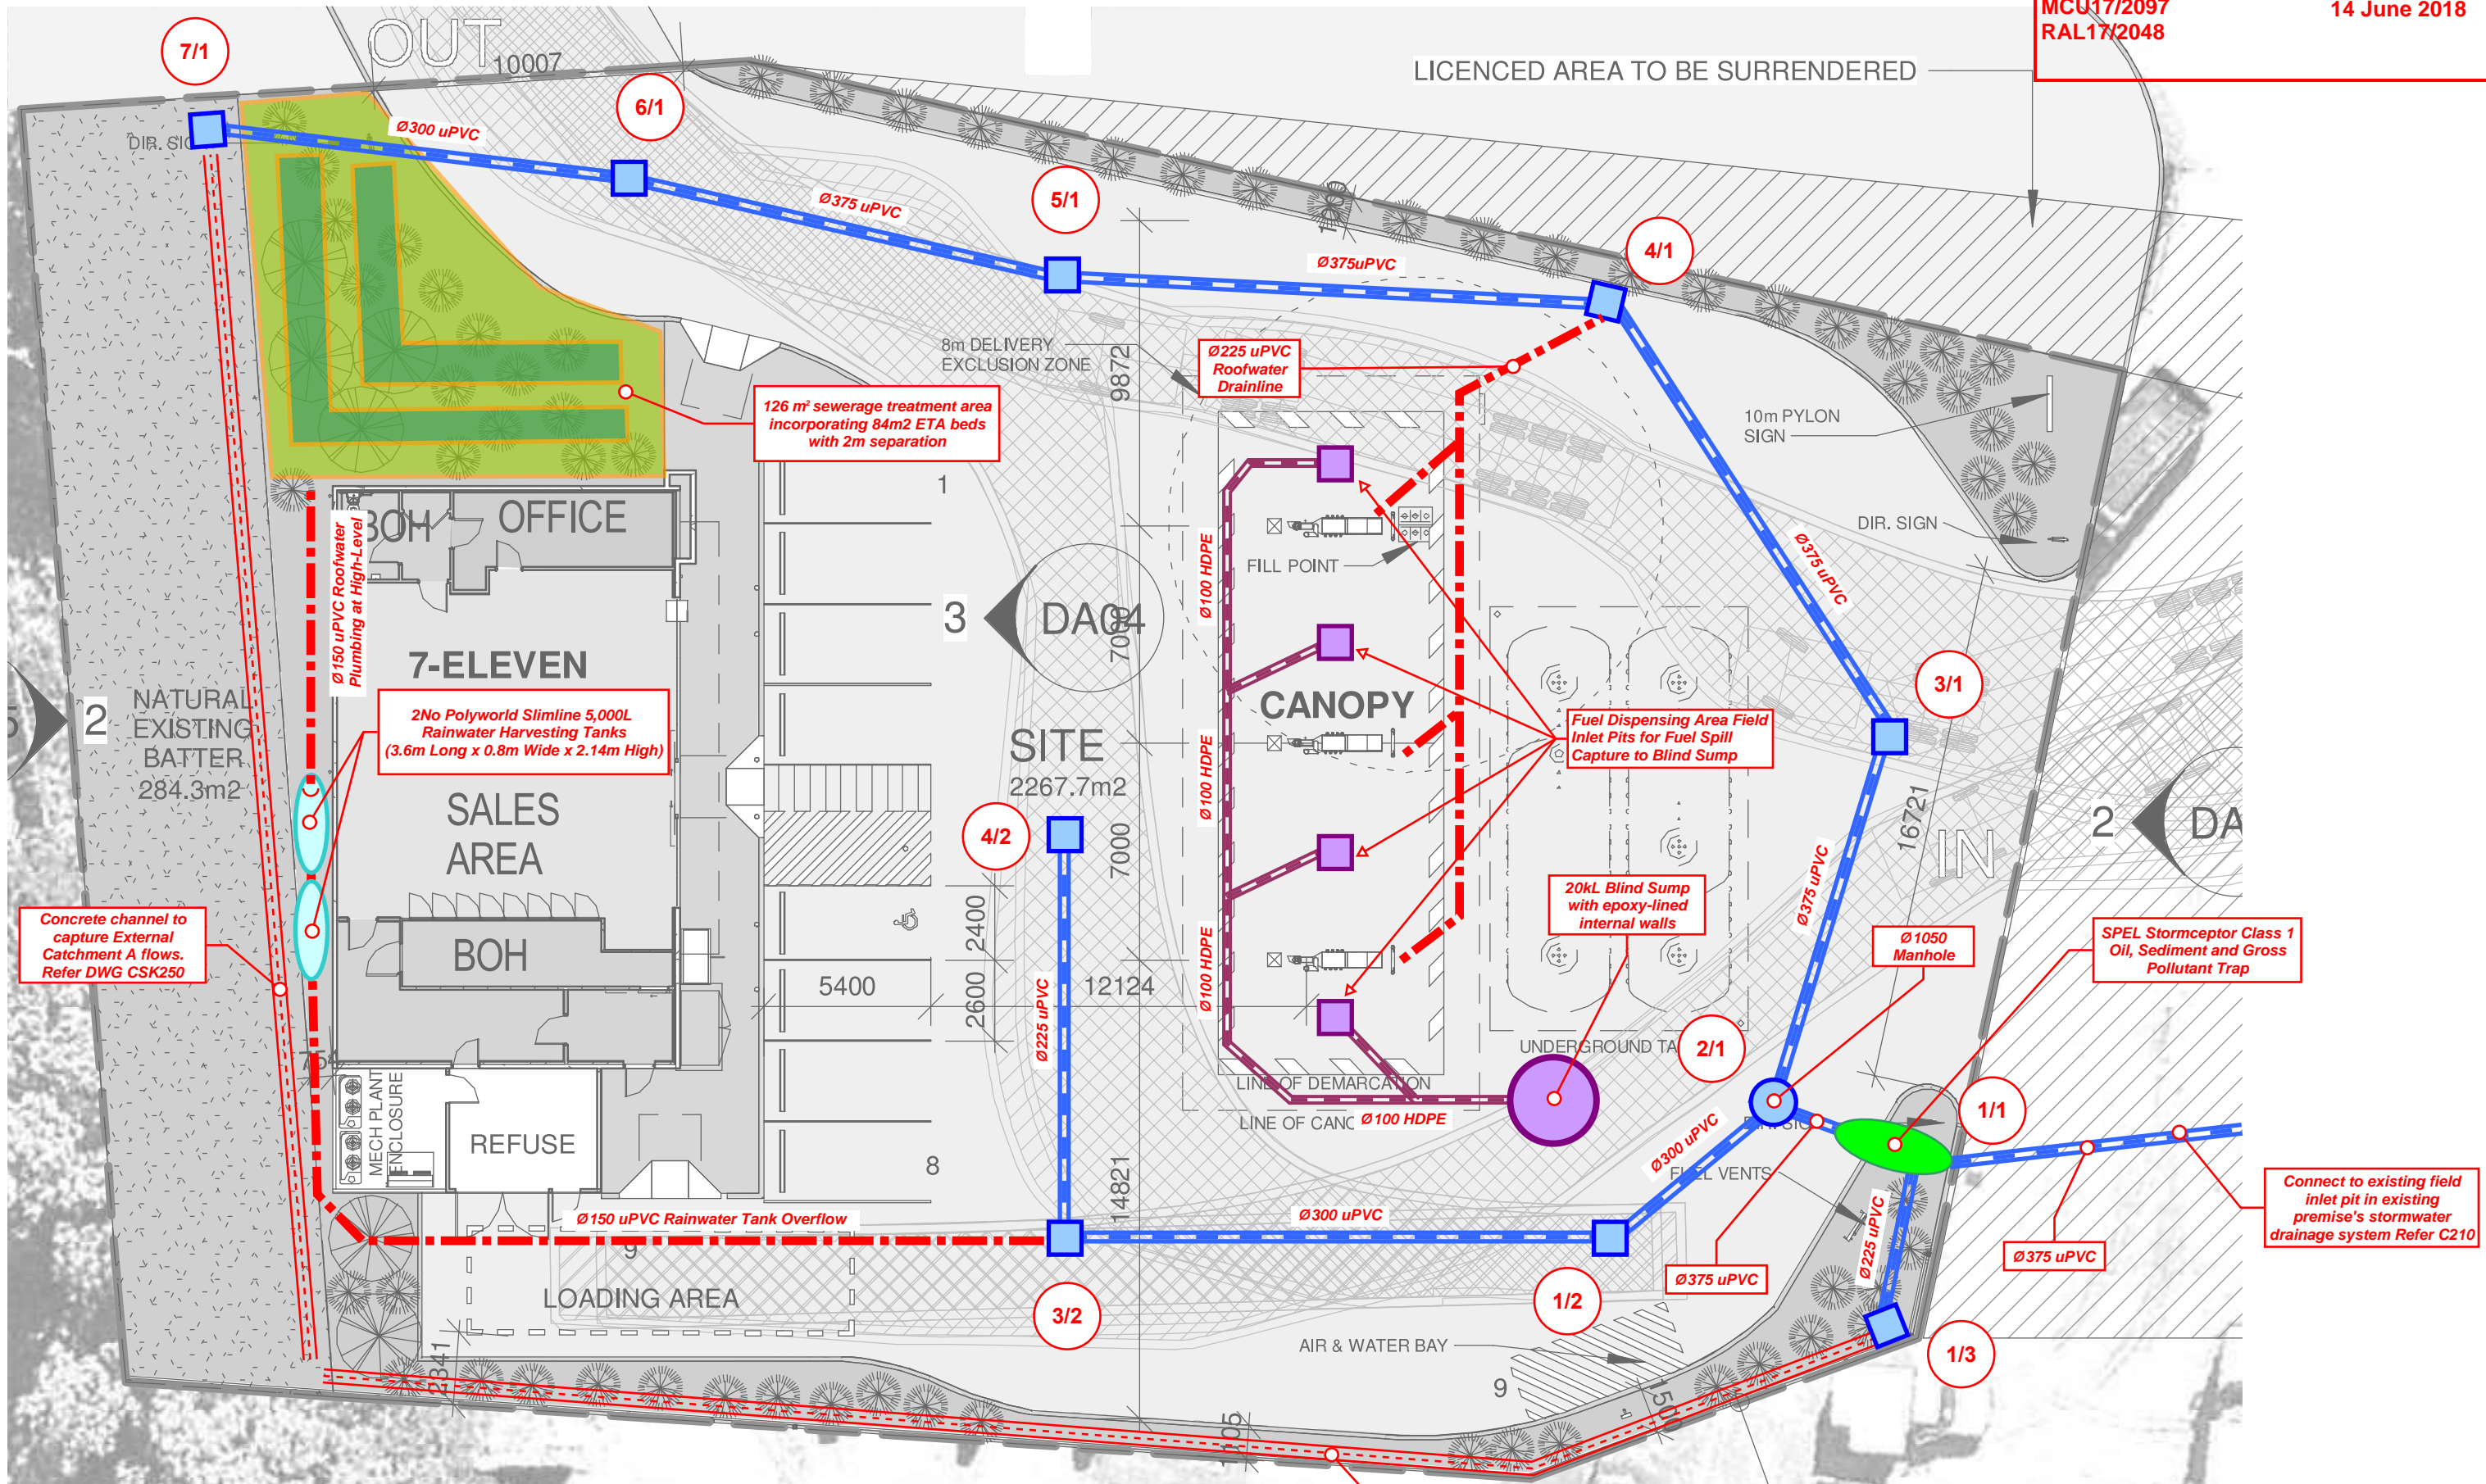 MCU17/2097
14 June 2018
RAL17/2048
7/1
OUT
10007
6/1
LICENCED AREA TO BE SURRENDERED
DIR. SIG
Ø300 uPVC
Ø375 uPVC
5/1
4/1
Ø375uPVC
8m DELIVERY
EXCLUSION ZONE
9872
Ø225 uPVC
Roofwater
Drainline
126 m² sewerage treatment area
incorporating 84m2 ETA beds
with 2m separation
10m PYLON
SIGN
1
BOH
OFFICE
Ø150 uPVC Roofwater
Plumbing at High-Level
Ø100 HDPE
FILL POINT
Ø375 uPVC
DIR. SIGN
3
DA04
7000
7-ELEVEN
2
NATURAL
EXISTING
BATTER
284.3m2
2No Polyworld Slimline 5,000L
Rainwater Harvesting Tanks
(3.6m Long x 0.8m Wide x 2.14m High)
CANOPY
SITE
2267.7m2
Fuel Dispensing Area Field
Inlet Pits for Fuel Spill
Capture to Blind Sump
3/1
Ø100 HDPE
SALES
AREA
4/2
7000
16721
IN
2
DA
Ø375 uPVC
20kL Blind Sump
with epoxy-lined
internal walls
Concrete channel to
capture External
Catchment A flows.
Refer DWG CSK250
BOH
2400
2600
5400
12124
Ø100 HDPE
Ø225 uPVC
Ø1050
Manhole
SPEL Stormceptor Class 1
Oil, Sediment and Gross
Pollutant Trap
UNDERGROUND TA
2/1
LINE OF DEMARCATION
LINE OF CANO
Ø100 HDPE
1/1
MECH PLANT
ENCLOSURE
REFUSE
8
14821
Ø300 uPVC
FUEL VENTS
Connect to existing field
inlet pit in existing
premise's stormwater
drainage system Refer C210
Ø150 uPVC Rainwater Tank Overflow
Ø300 uPVC
Ø225 uPVC
Ø375 uPVC
Ø375 uPVC
9
LOADING AREA
3/2
1/2
AIR & WATER BAY
1/3
2341
9
1500